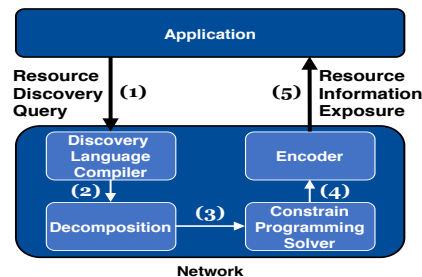 Application
Resource
Discovery
Query
(1)
(5)
Resource
Information
Exposure
Discovery
Language
Compiler
Encoder
(2)
(4)
Decomposition
(3)
Constrain
Programming
Solver
Network